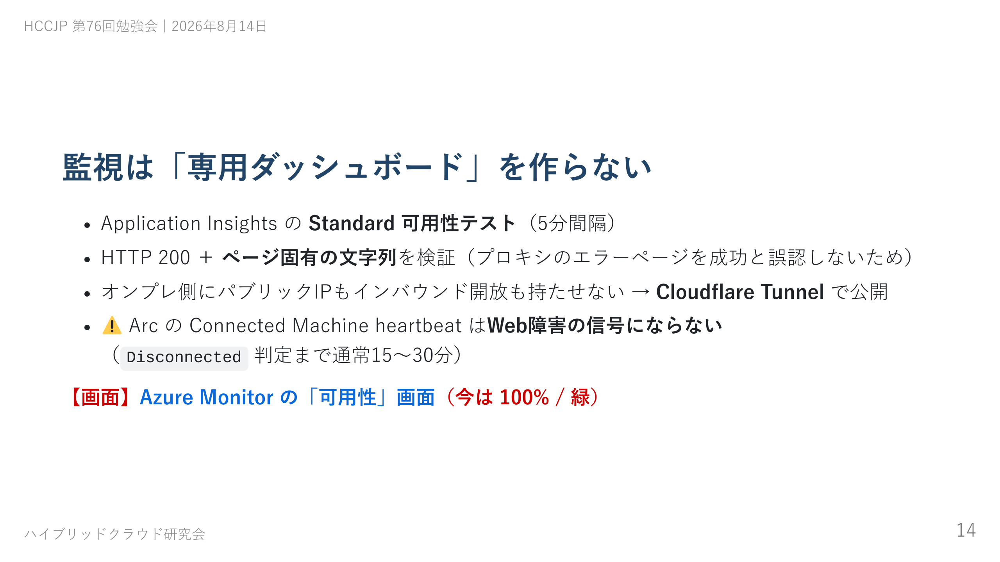 HCCJP 第76回勉強会 | 2026年8月14日
監視は「専用ダッシュボード」を作らない
• Application Insights の Standard 可用性テスト（5分間隔）
• HTTP 200 ＋ ページ固有の文字列を検証（プロキシのエラーページを成功と誤認しないため）
• オンプレ側にパブリックIPもインバウンド開放も持たせない → Cloudflare Tunnel で公開
• ⚠️ Arc の Connected Machine heartbeat はWeb障害の信号にならない
（Disconnected 判定まで通常15〜30分）
【画面】Azure Monitor の「可用性」画面（今は 100% / 緑）
ハイブリッドクラウド研究会
14